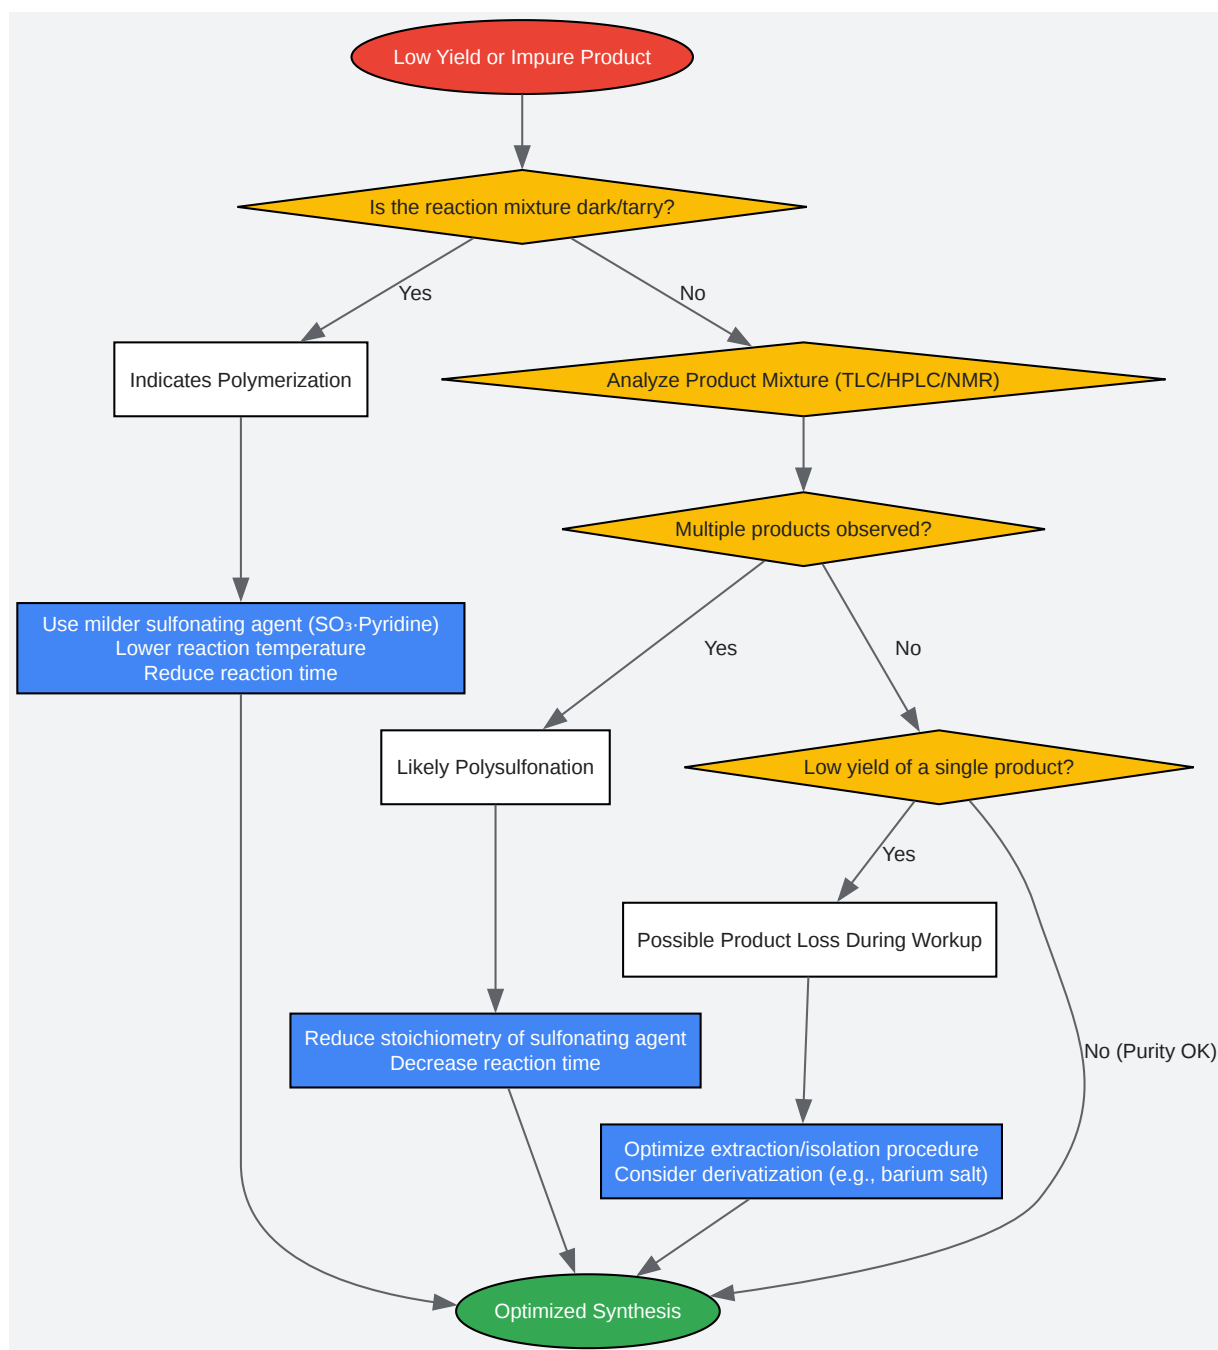 Low Yield or Impure Product
Is the reaction mixture dark/tarry?
Yes
No
Indicates Polymerization
Analyze Product Mixture (TLC/HPLC/NMR)
Multiple products observed?
Use milder sulfonating agent (SO₃·Pyridine)
Lower reaction temperature
Reduce reaction time
Yes
No
Likely Polysulfonation
Low yield of a single product?
Yes
Possible Product Loss During Workup
Reduce stoichiometry of sulfonating agent
Decrease reaction time
No (Purity OK)
Optimize extraction/isolation procedure
Consider derivatization (e.g., barium salt)
Optimized Synthesis